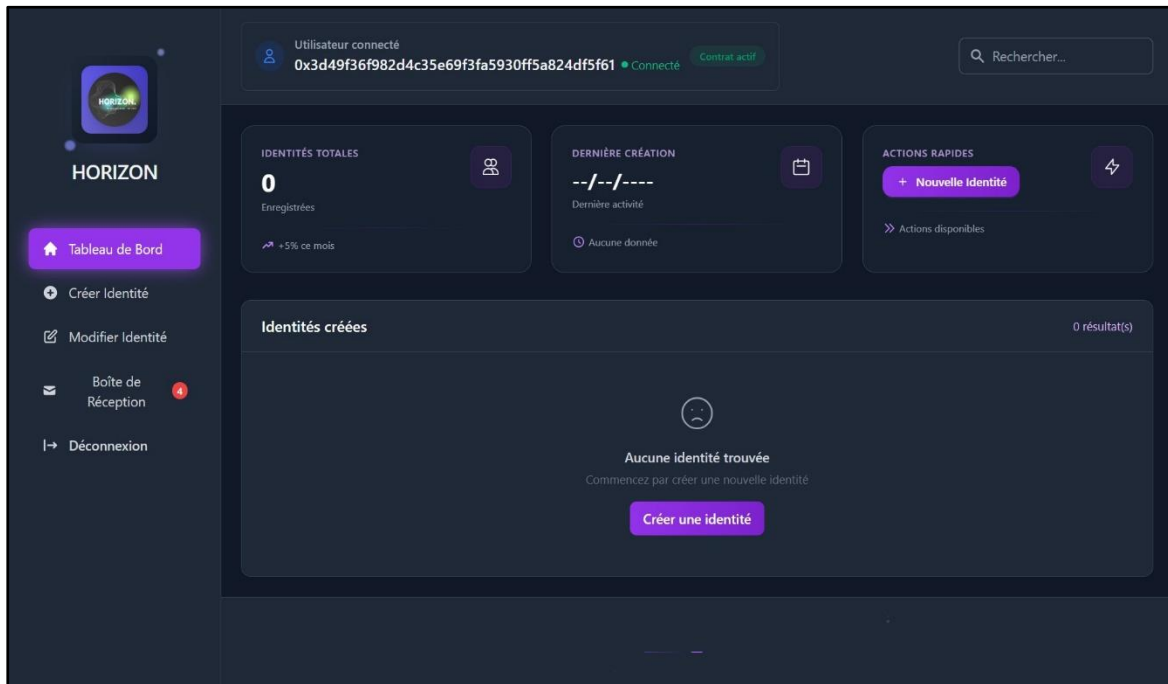 HORIZON
HORIZON
Tableau de Bord
Créer Identité
Modifier Identité
Boîte de
Réception
4
Déconnexion
Utilisateur connecté
0x3d49f36f982d4c35e69f3fa5930ff5a824df5f61 Connecté Contrat actif
Rechercher...
IDENTITÉS TOTALES
0
Enregistrées
+5% ce mois
DERNIÈRE CRÉATION
--/--/----
Dernière activité
Aucune donnée
ACTIONS RAPIDES
+ Nouvelle Identité
Actions disponibles
Identités créées
0 résultat(s)
Aucune identité trouvée
Commencez par créer une nouvelle identité
Créer une identité